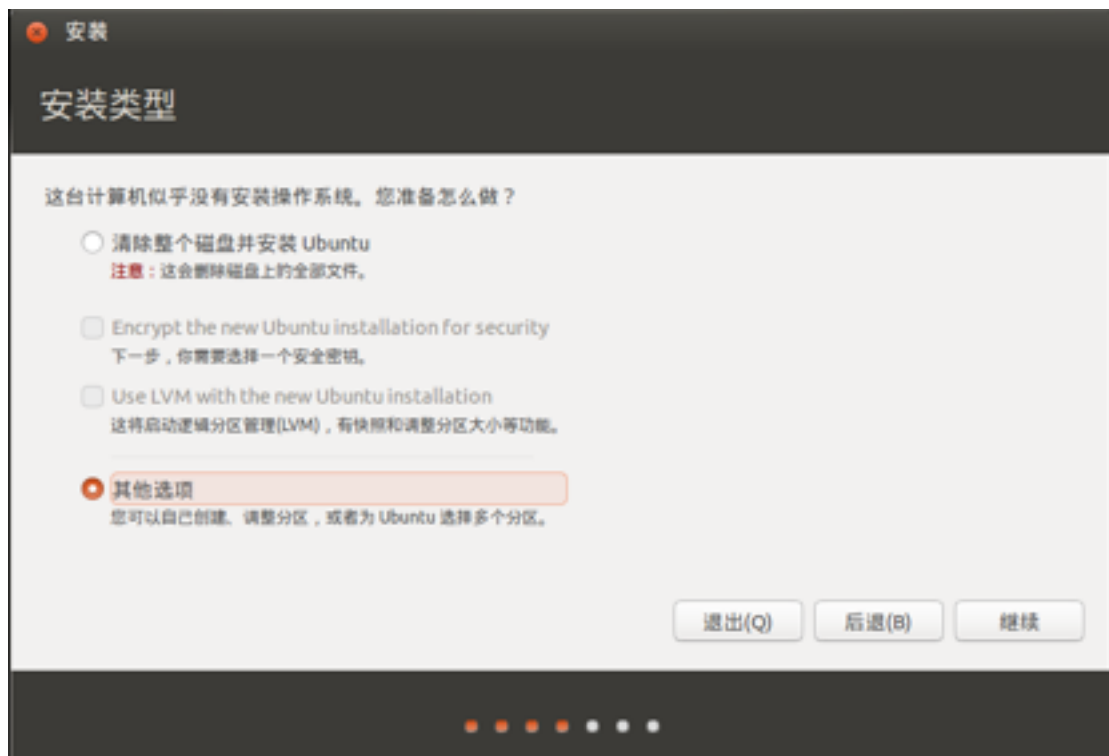 安装
安装类型
这台计算机似乎没有安装操作系统。您准备怎么做？
清除整个磁盘并安装 Ubuntu
注意：这会删除磁盘上的全部文件。
Encrypt the new Ubuntu installation for security
下一步，你需要选择一个安全密钥。
Use LVM with the new Ubuntu installation
这将启动逻辑分区管理(LVM)，有快照和调整分区大小等功能。
其他选项
您可以自己创建、调整分区，或者为 Ubuntu 选择多个分区。
退出(Q) 后退(B) 继续